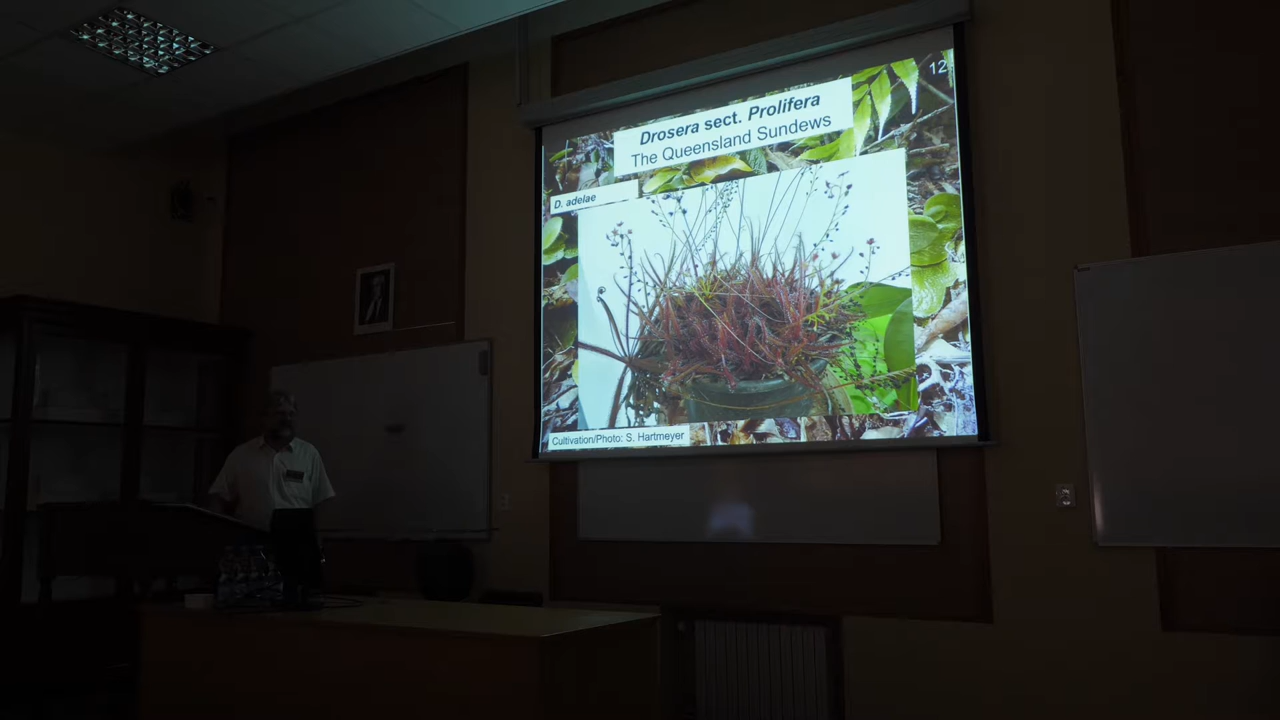 12
Drosera sect. Prolifera
The Queensland Sundews
D. adelae
Cultivation/Photo: S. Hartmeyer